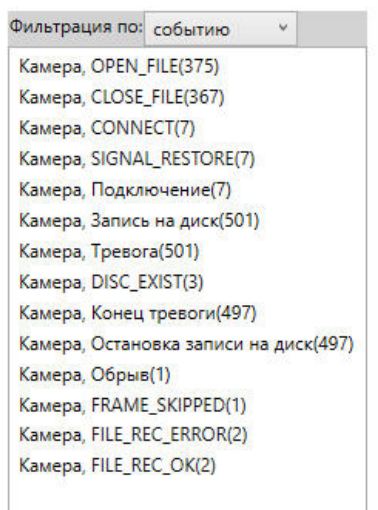 Фильтрация по: событию
Камера, OPEN_FILE(375)
Камера, CLOSE_FILE(367)
Камера, CONNECT(7)
Камера, SIGNAL_RESTORE(7)
Камера, Подключение(7)
Камера, Запись на диск(501)
Камера, Тревога(501)
Камера, DISC_EXIST(3)
Камера, Конец тревоги(497)
Камера, Остановка записи на диск(497)
Камера, Обрыв(1)
Камера, FRAME_SKIPPED(1)
Камера, FILE_REC_ERROR(2)
Камера, FILE_REC_OK(2)